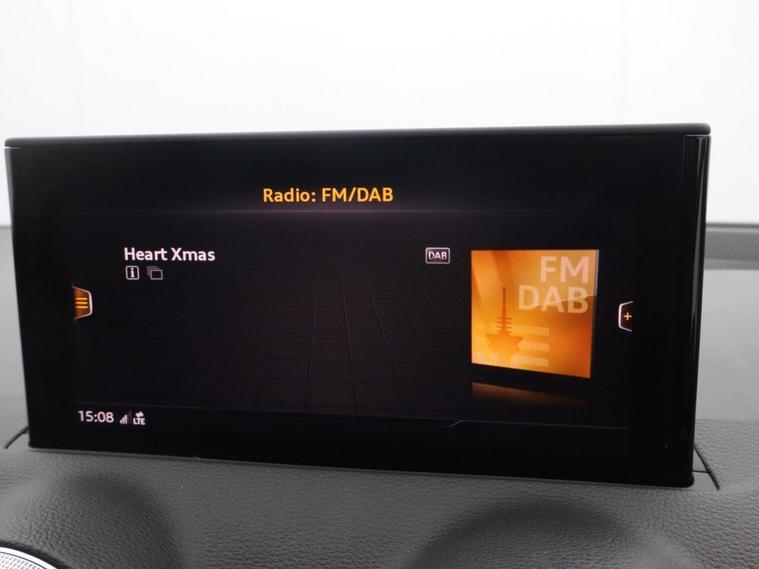 Radio: FM/DAB
Heart Xmas
DAB
i
FM
DAB
+
15:08
LTE